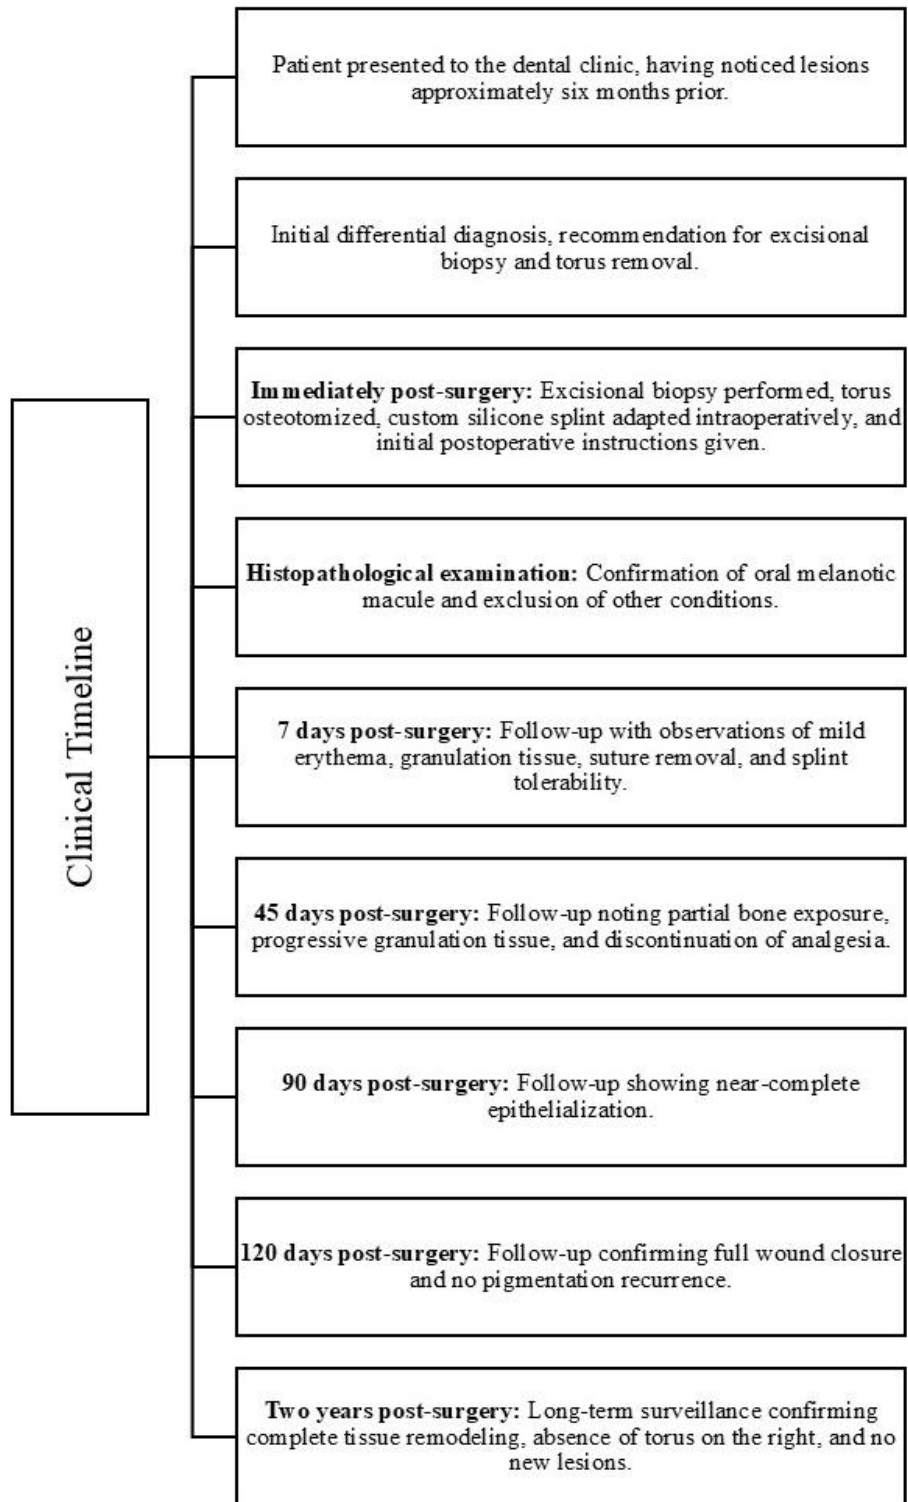 Clinical Timeline
Patient presented to the dental clinic, having noticed lesions
approximately six months prior.
Initial differential diagnosis, recommendation for excisional
biopsy and torus removal.
Immediately post-surgery: Excisional biopsy performed, torus
osteotomized, custom silicone splint adapted intraoperatively, and
initial postoperative instructions given.
Histopathological examination: Confirmation of oral melanotic
macule and exclusion of other conditions.
7 days post-surgery: Follow-up with observations of mild
erythema, granulation tissue, suture removal, and splint
tolerability.
45 days post-surgery: Follow-up noting partial bone exposure,
progressive granulation tissue, and discontinuation of analgesia.
90 days post-surgery: Follow-up showing near-complete
epithelialization.
120 days post-surgery: Follow-up confirming full wound closure
and no pigmentation recurrence.
Two years post-surgery: Long-term surveillance confirming
complete tissue remodeling, absence of torus on the right, and no
new lesions.